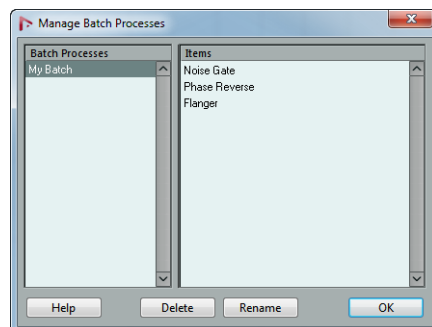 Manage Batch Processes
Batch Processes
Items
My Batch
Noise Gate
Phase Reverse
Flanger
Help
Delete
Rename
OK